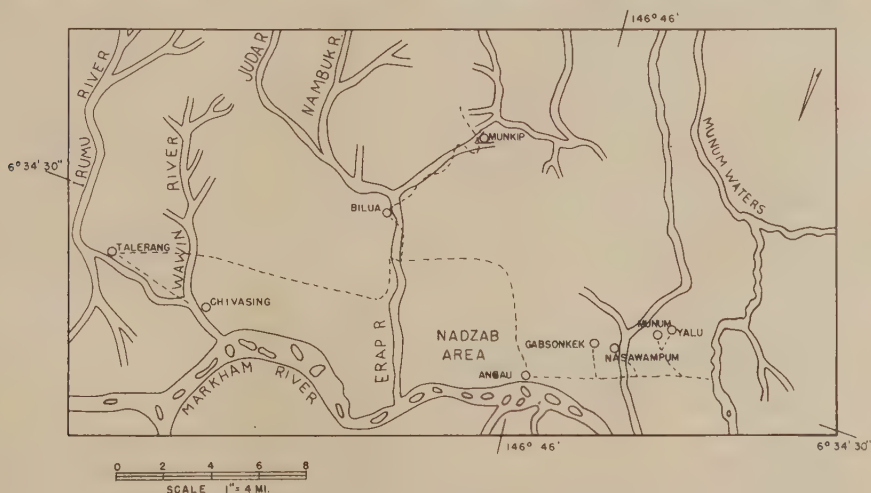 146° 46'
IRUMU RIVER
JUDA R.
NAMBUK R.
MUNUM WATERS
6° 34' 30"
WAWIN RIVER
MUNKIP
BILUA
TALERANG
CHIVASING
ERAP R
NADZAB
AREA
GABSONKEK
NASAWAMPUM
MUNUM
YALU
ANGAU
MARKHAM RIVER
146° 46'
6° 34' 30"
0 2 4 6 8
SCALE 1"= 4 MI.